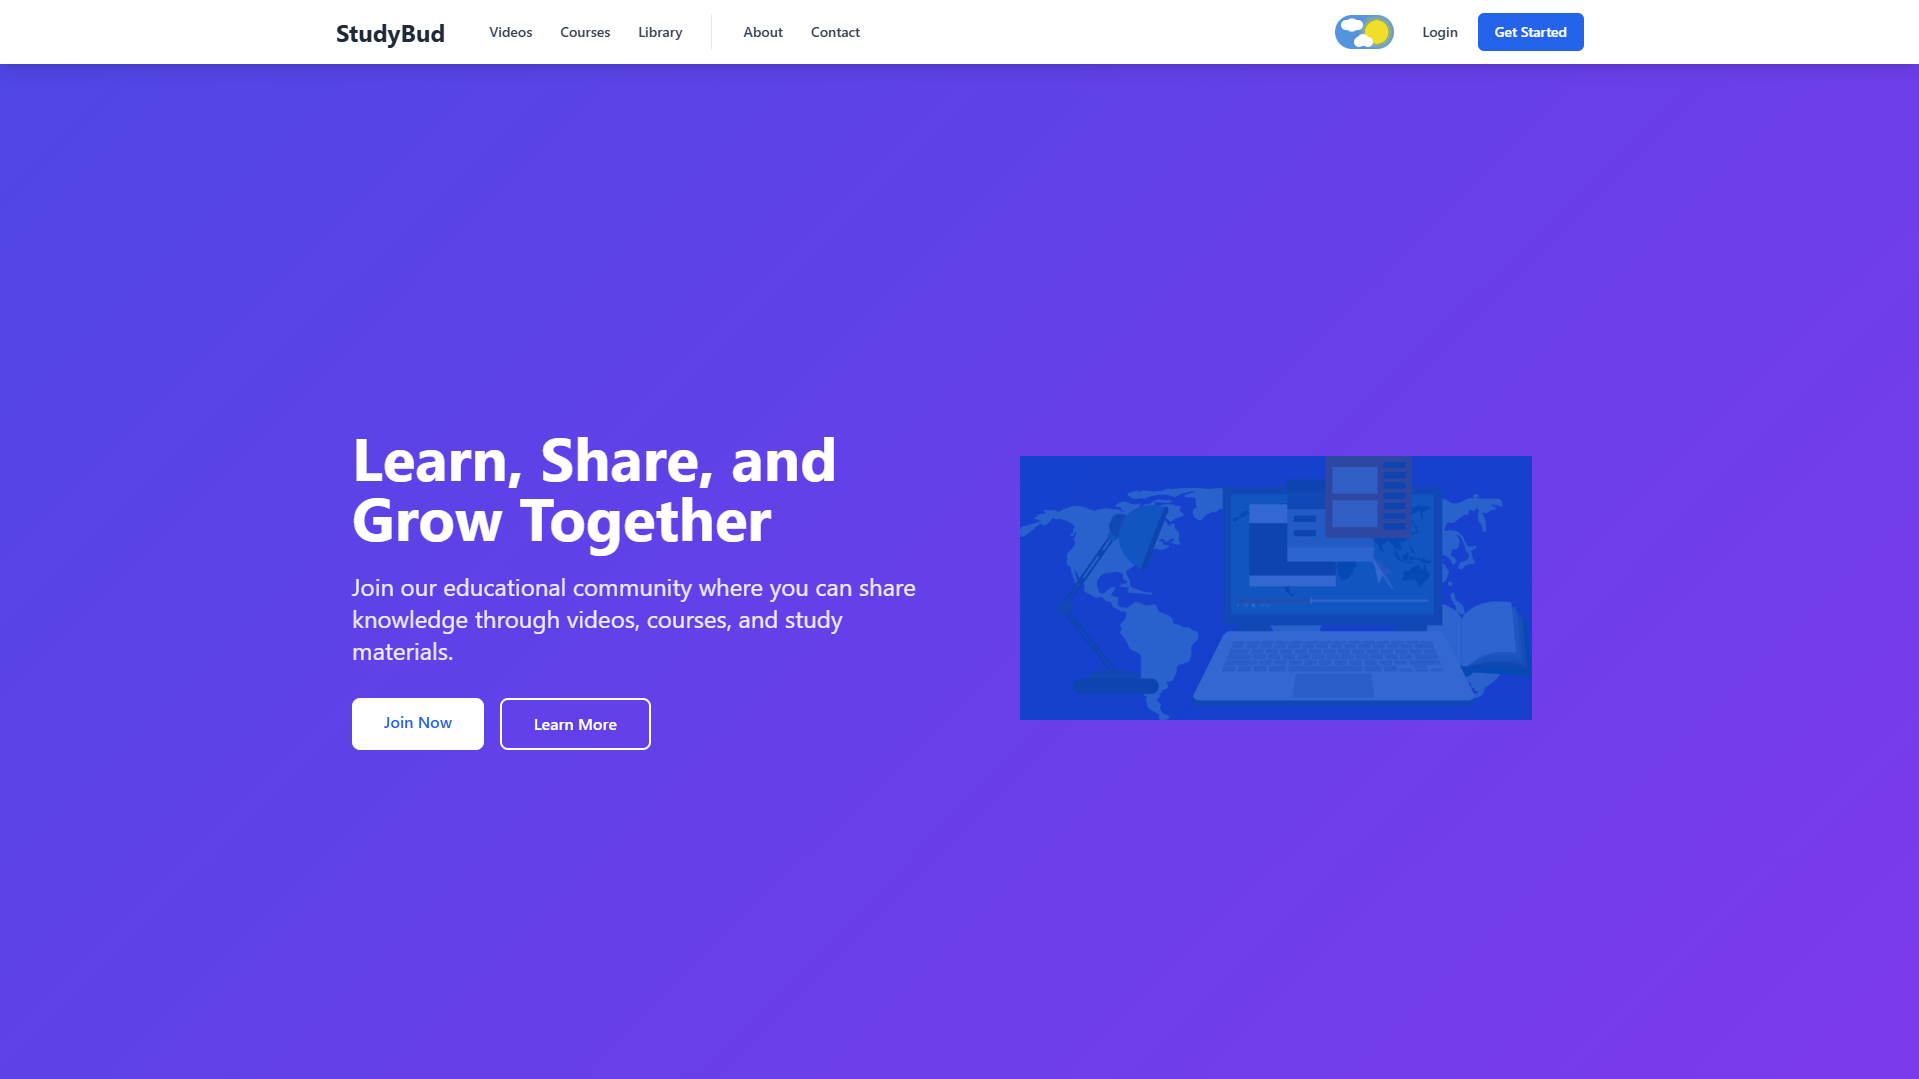 StudyBud
Videos
Courses
Library
About
Contact
Login
Get Started
Learn, Share, and
Grow Together
Join our educational community where you can share
knowledge through videos, courses, and study
materials.
Join Now
Learn More